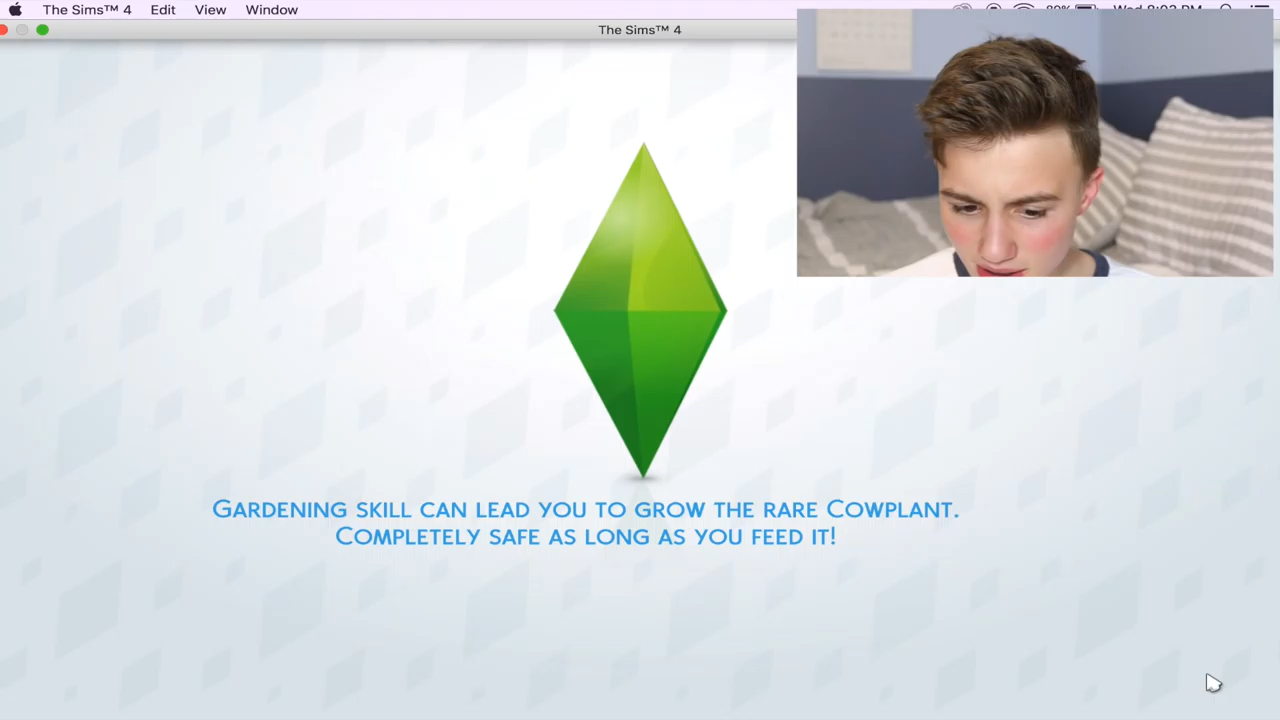 The Sims™ 4 Edit View Window
The Sims™ 4
GARDENING SKILL CAN LEAD YOU TO GROW THE RARE COWPLANT.
COMPLETELY SAFE AS LONG AS YOU FEED IT!